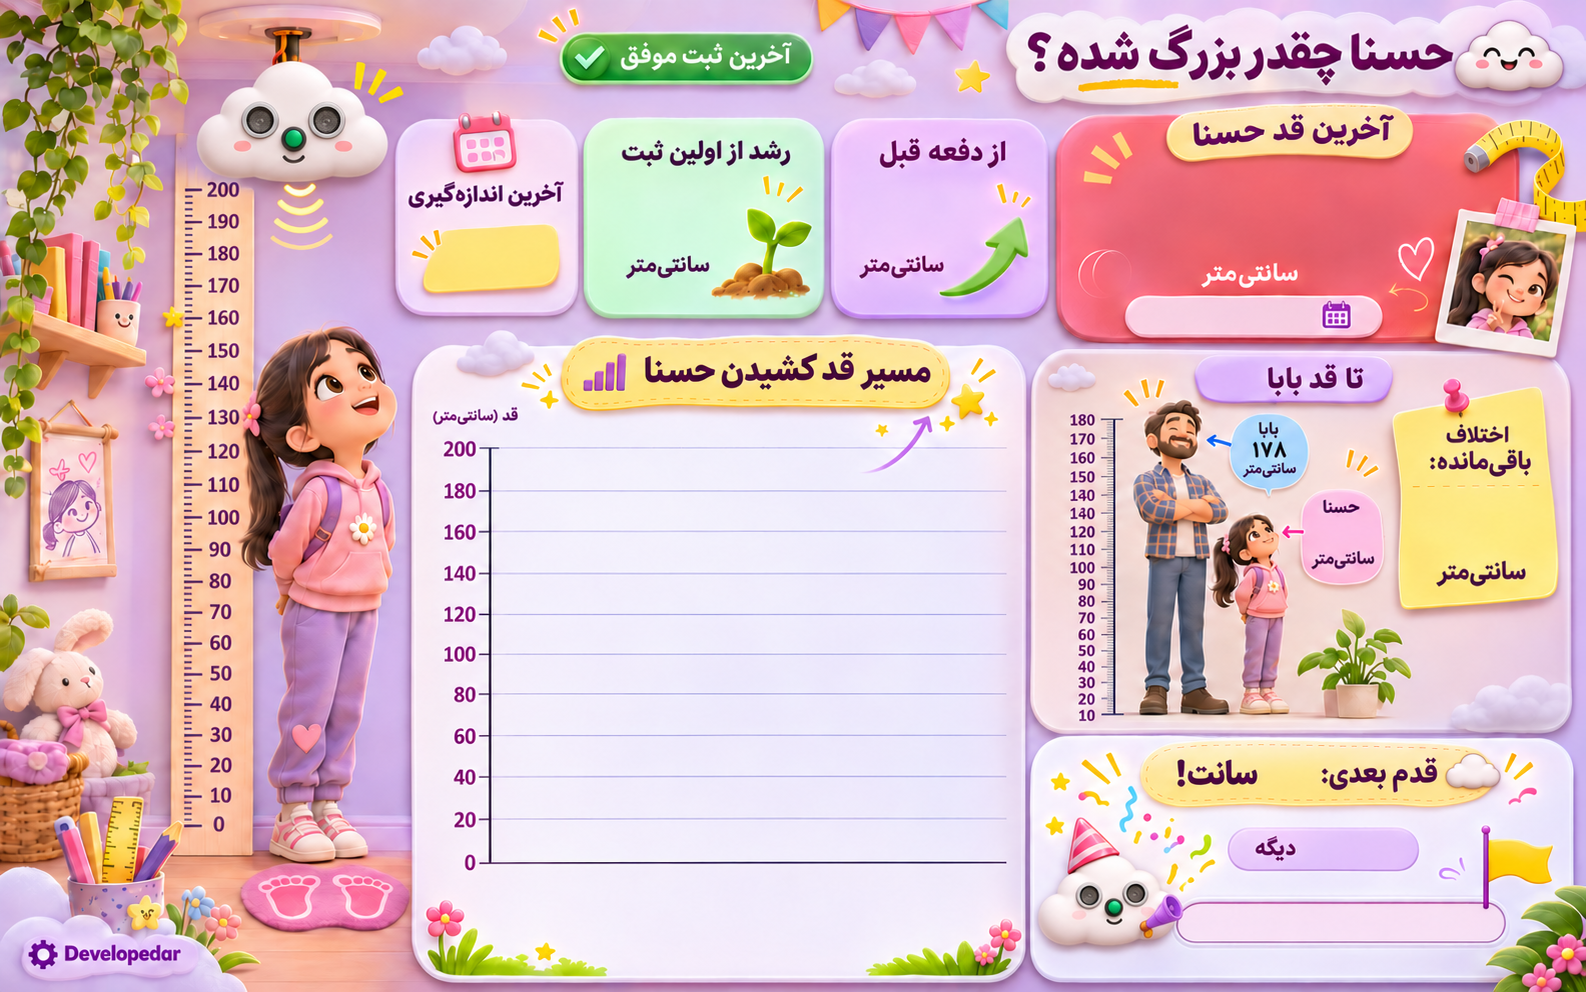 حسنا چقدر بزرگ شده ؟
آخرین ثبت موفق
آخرین قد حسنا
سانتی‌متر
از دفعه قبل
سانتی‌متر
رشد از اولین ثبت
سانتی‌متر
آخرین اندازه‌گیری
200
190
180
170
160
150
140
130
120
110
100
90
80
70
60
50
40
30
20
10
0
مسیر قد کشیدن حسنا
قد (سانتی‌متر)
200
180
160
140
120
100
80
60
40
20
0
تا قد بابا
180
170
160
150
140
130
120
110
100
90
80
70
60
50
40
30
20
10
بابا
۱۷۸
سانتی‌متر
حسنا
سانتی‌متر
اختلاف
باقی‌مانده:
سانتی‌متر
قدم بعدی: سانت!
دیگه
Developedar